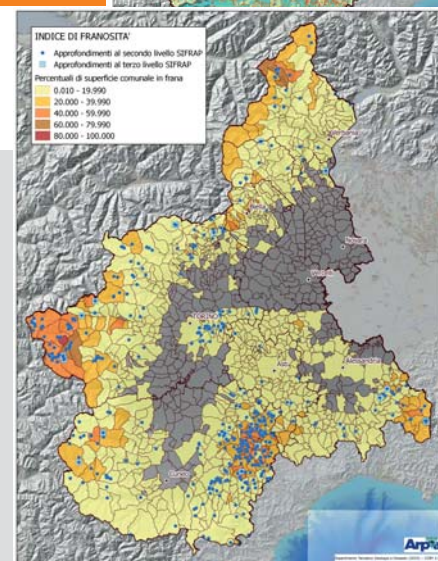 INDICE DI FRANOSITA'
Approfondimenti al secondo livello SIFRAP
Approfondimenti al terzo livello SIFRAP
Percentuali di superficie comunale in frana
0.010 - 19.990
20.000 - 39.990
40.000 - 59.990
60.000 - 79.990
80.000 - 100.000
Verbania
Novara
Vercelli
TORINO
Asti
Alessandria
Cuneo
Arpa